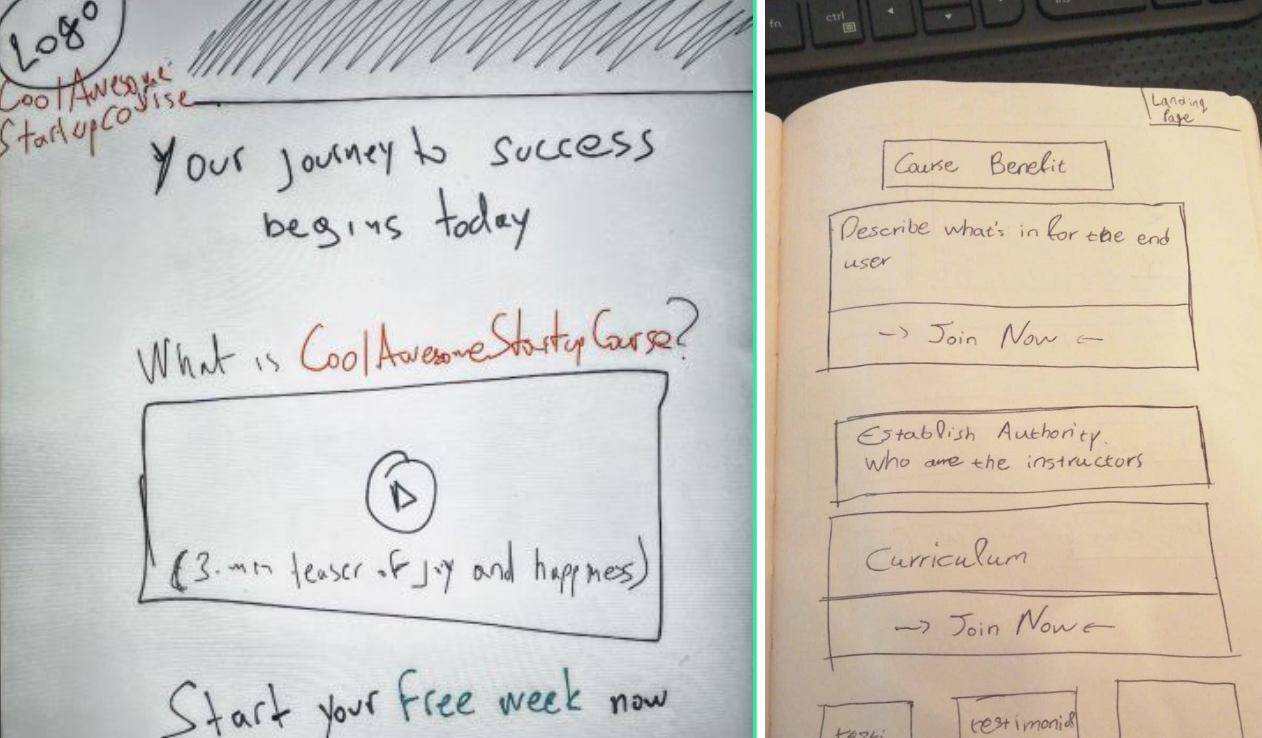 Logo
CoolAwesome
StartupCourse
Your journey to success
begins today
What is CoolAwesomeStartupCourse?
(3-min teaser of joy and happiness)
Start your free week now
fn
ctrl
Landing
Page
Course Benefit
Describe what's in for the end
user
-> Join Now <-
Establish Authority.
Who are the instructors
Curriculum
-> Join Now <-
testi
testimonial